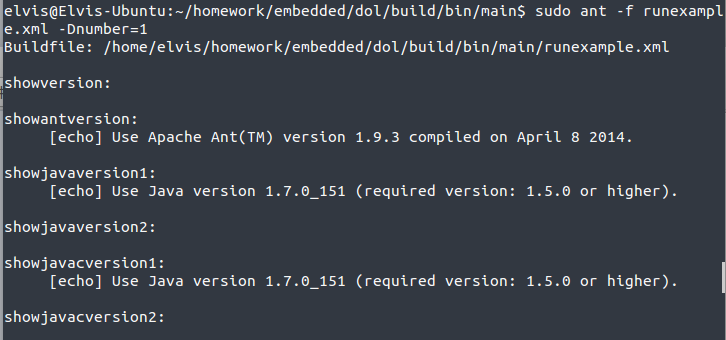 elvis@Elvis-Ubuntu:~/homework/embedded/dol/build/bin/main$ sudo ant -f runexampl
e.xml -Dnumber=1
Buildfile: /home/elvis/homework/embedded/dol/build/bin/main/runexample.xml
showversion:
showantversion:
[echo] Use Apache Ant(TM) version 1.9.3 compiled on April 8 2014.
showjavaversion1:
[echo] Use Java version 1.7.0_151 (required version: 1.5.0 or higher).
showjavaversion2:
showjavacversion1:
[echo] Use Java version 1.7.0_151 (required version: 1.5.0 or higher).
showjavacversion2: